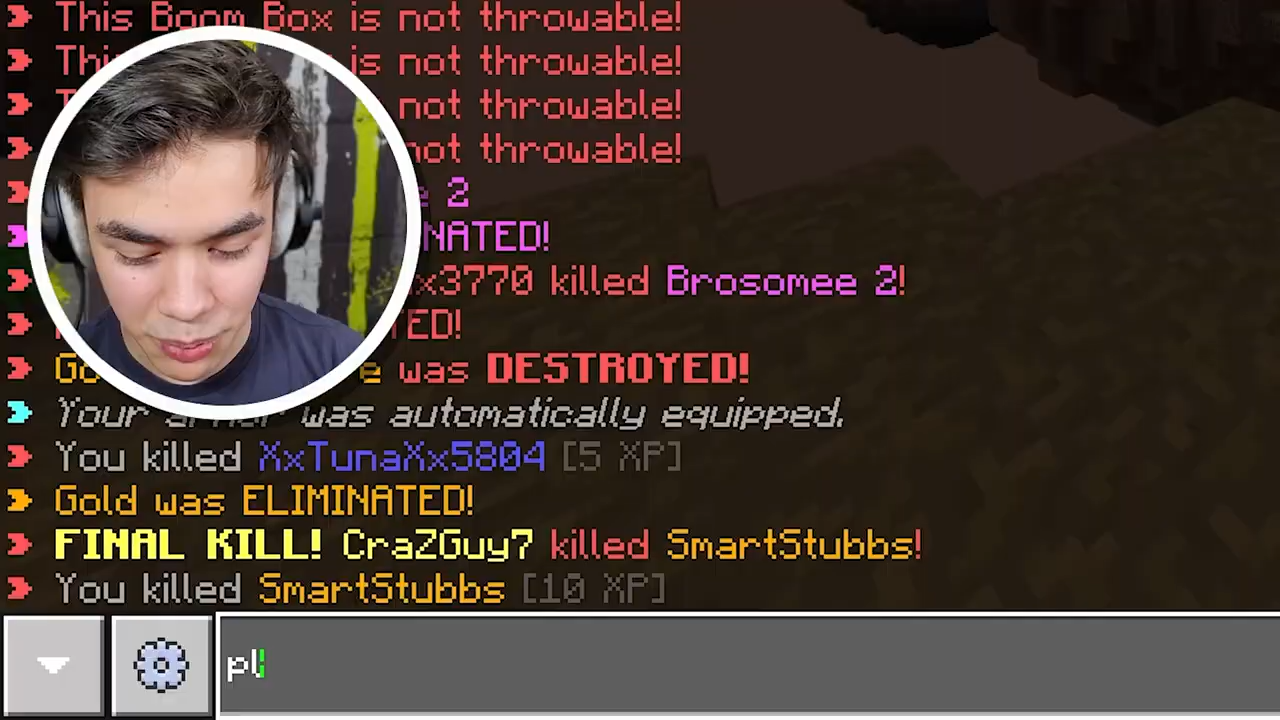 This Boom Box is not throwable!
is not throwable!
not throwable!
not throwable!
2
NATED!
x3770 killed Brosomee 2!
ED!
was DESTROYED!
Your armor was automatically equipped.
You killed XxTunaXx5804 [5 XP]
Gold was ELIMINATED!
FINAL KILL! CraZGuy7 killed SmartStubbs!
You killed SmartStubbs [10 XP]
pl